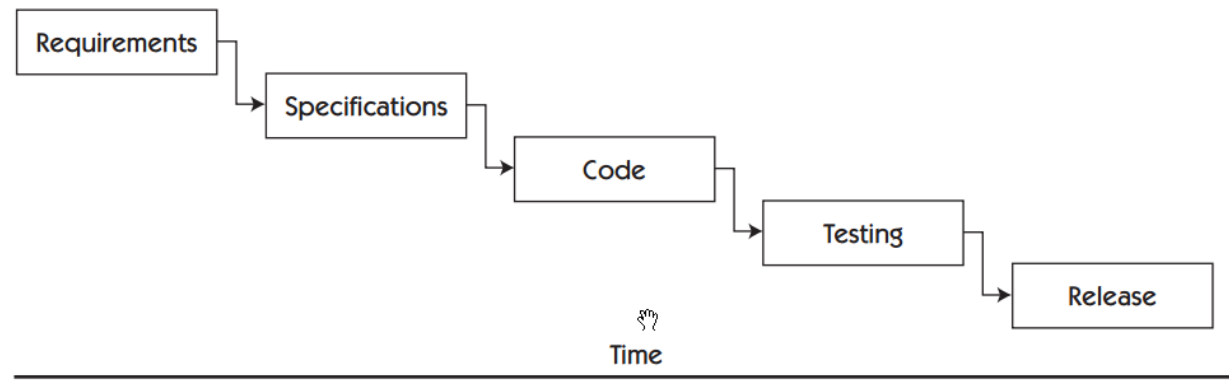 Requirements
Specifications
Code
Testing
Release
Time